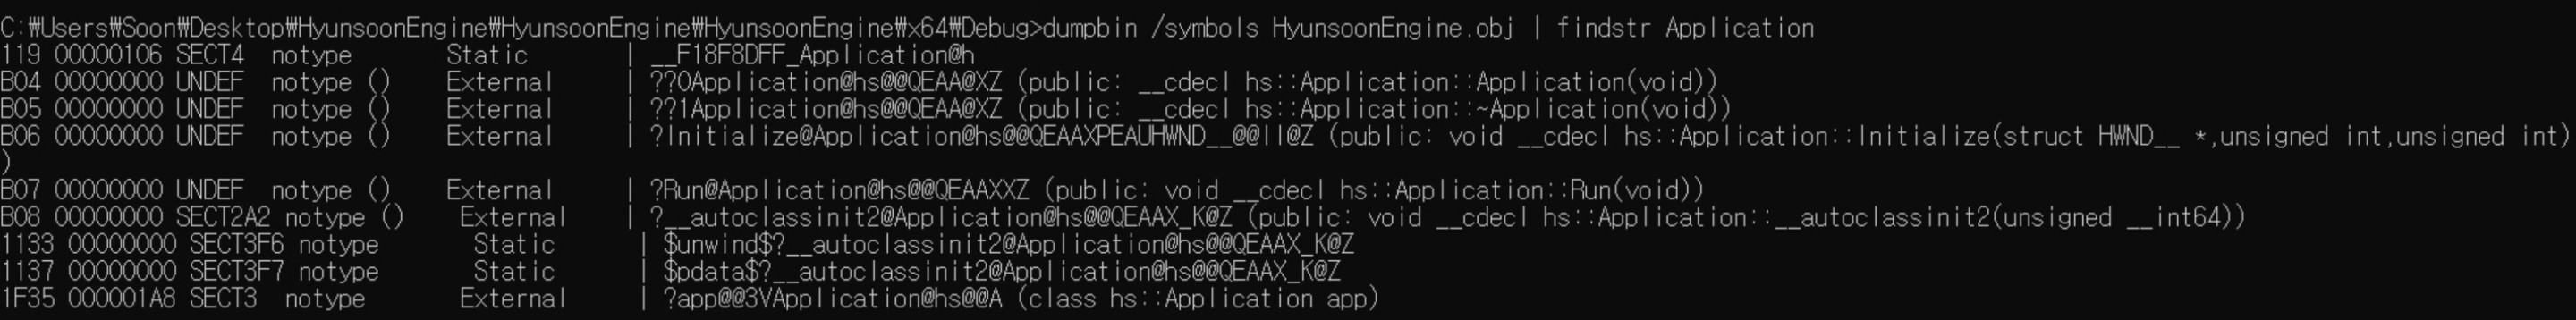 C:₩Users₩Soon₩Desktop₩HyunsoonEngine₩HyunsoonEngine₩HyunsoonEngine₩x64₩Debug>dumpbin /symbols HyunsoonEngine.obj | findstr Application
119 00000106 SECT4  notype       Static       | __F18F8DFF_Application@h
B04 00000000 UNDEF  notype ()    External     | ??0Application@hs@@QEAA@XZ (public: __cdecl hs::Application::Application(void))
B05 00000000 UNDEF  notype ()    External     | ??1Application@hs@@QEAA@XZ (public: __cdecl hs::Application::~Application(void))
B06 00000000 UNDEF  notype ()    External     | ?Initialize@Application@hs@@QEAAXPEAUHWND__@@II@Z (public: void __cdecl hs::Application::Initialize(struct HWND__ *,unsigned int,unsigned int)
)
B07 00000000 UNDEF  notype ()    External     | ?Run@Application@hs@@QEAAXXZ (public: void __cdecl hs::Application::Run(void))
B08 00000000 SECT2A2 notype ()    External     | ?__autoclassinit2@Application@hs@@QEAAX_K@Z (public: void __cdecl hs::Application::__autoclassinit2(unsigned __int64))
1133 00000000 SECT3F6 notype       Static       | $unwind$?__autoclassinit2@Application@hs@@QEAAX_K@Z
1137 00000000 SECT3F7 notype       Static       | $pdata$?__autoclassinit2@Application@hs@@QEAAX_K@Z
1F35 000001A8 SECT3  notype       External     | ?app@@3VApplication@hs@@A (class hs::Application app)